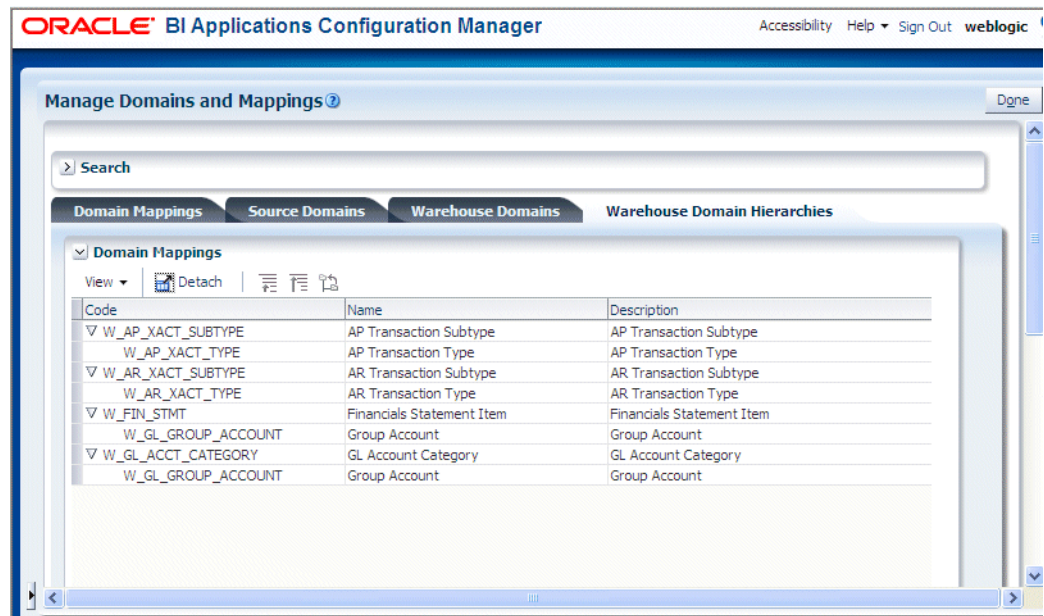 ORACLE BI Applications Configuration Manager
Accessibility Help Sign Out weblogic
Manage Domains and Mappings
Done
Search
Domain Mappings Source Domains Warehouse Domains Warehouse Domain Hierarchies
Domain Mappings
View Detach
Code Name Description
W_AP_XACT_SUBTYPE AP Transaction Subtype AP Transaction Subtype
W_AP_XACT_TYPE AP Transaction Type AP Transaction Type
W_AR_XACT_SUBTYPE AR Transaction Subtype AR Transaction Subtype
W_AR_XACT_TYPE AR Transaction Type AR Transaction Type
W_FIN_STMT Financials Statement Item Financials Statement Item
W_GL_GROUP_ACCOUNT Group Account Group Account
W_GL_ACCT_CATEGORY GL Account Category GL Account Category
W_GL_GROUP_ACCOUNT Group Account Group Account